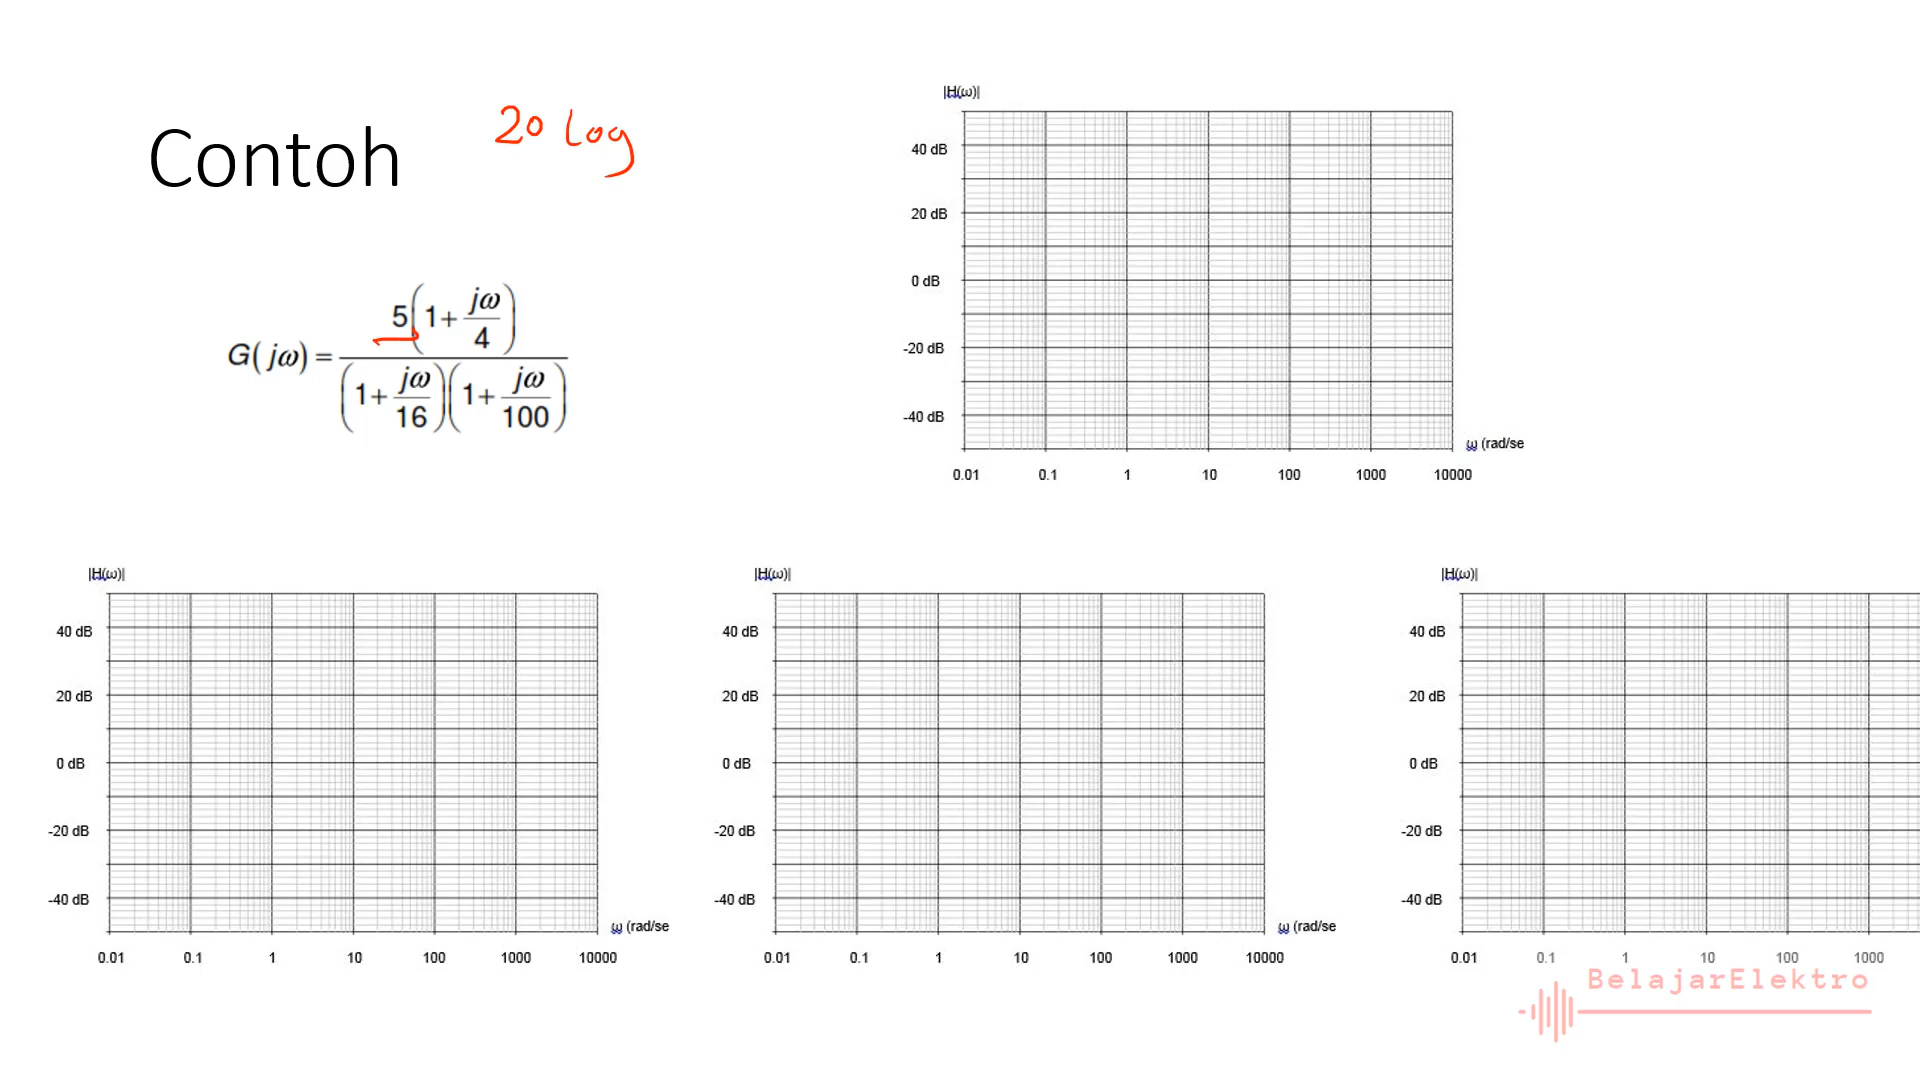 Contoh
20 log
G(jω) = 5(1+jω/4) / (1+jω/16)(1+jω/100)
|H(ω)|
40 dB
20 dB
0 dB
-20 dB
-40 dB
ω (rad/se
0.01 0.1 1 10 100 1000 10000
|H(ω)|
40 dB
20 dB
0 dB
-20 dB
-40 dB
ω (rad/se
0.01 0.1 1 10 100 1000 10000
|H(ω)|
40 dB
20 dB
0 dB
-20 dB
-40 dB
ω (rad/se
0.01 0.1 1 10 100 1000 10000
|H(ω)|
40 dB
20 dB
0 dB
-20 dB
-40 dB
0.01 0.1 1 10 100 1000
BelajarElektro